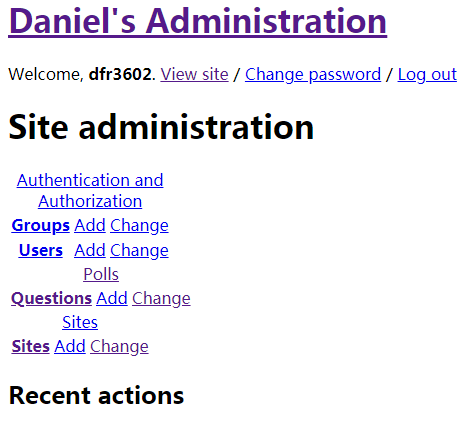 Daniel's Administration
Welcome, dfr3602. View site / Change password / Log out
Site administration
Authentication and
Authorization
Groups Add Change
Users Add Change
Polls
Questions Add Change
Sites
Sites Add Change
Recent actions